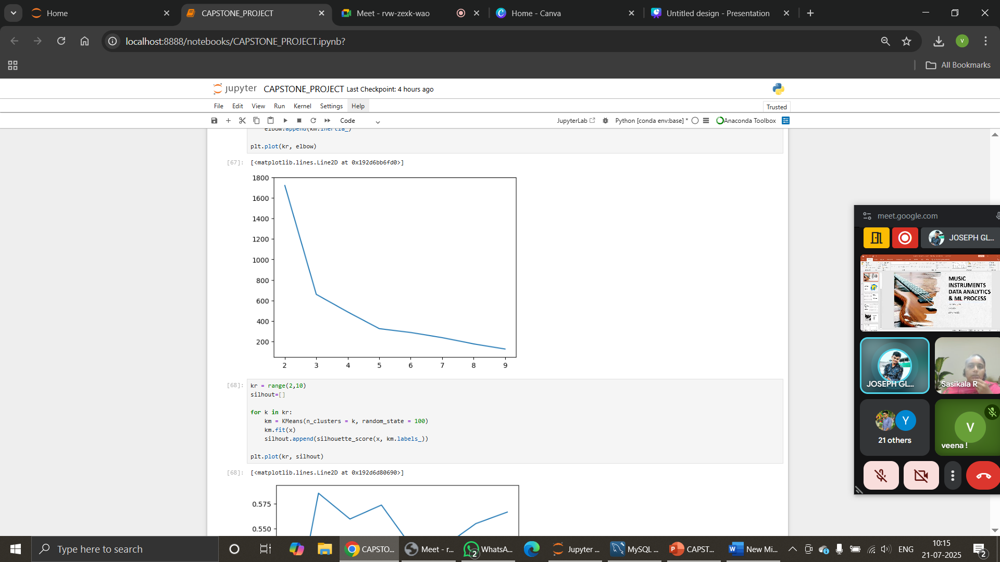 Home
CAPSTONE_PROJECT
Meet - rvw-zexk-wao
Home - Canva
Untitled design - Presentation
localhost:8888/notebooks/CAPSTONE_PROJECT.ipynb?
V
All Bookmarks
jupyter CAPSTONE_PROJECT Last Checkpoint: 4 hours ago
File Edit View Run Kernel Settings Help
Trusted
Code
JupyterLab
Python [conda env:base] *
Anaconda Toolbox
elbow.append(km.inertia_)
plt.plot(kr, elbow)
[67]: [<matplotlib.lines.Line2D at 0x192d6bb6fd0>]
1800
1600
1400
1200
1000
800
600
400
200
2 3 4 5 6 7 8 9
[68]: kr = range(2,10)
silhout=[]
for k in kr:
km = KMeans(n_clusters = k, random_state = 100)
km.fit(x)
silhout.append(silhouette_score(x, km.labels_))
plt.plot(kr, silhout)
[68]: [<matplotlib.lines.Line2D at 0x192d6d80690>]
0.575
0.550
meet.google.com
JOSEPH GL...
MUSIC
INSTRUMENTS
DATA ANALYTICS
& ML PROCESS
JOSEPH GL...
Sasikala R
Y
21 others
V
veena !
Type here to search
CAPSTO...
Meet - r...
2
WhatsA...
Jupyter ...
MySQL ...
CAPST...
New Mi...
ENG
10:15
21-07-2025
2